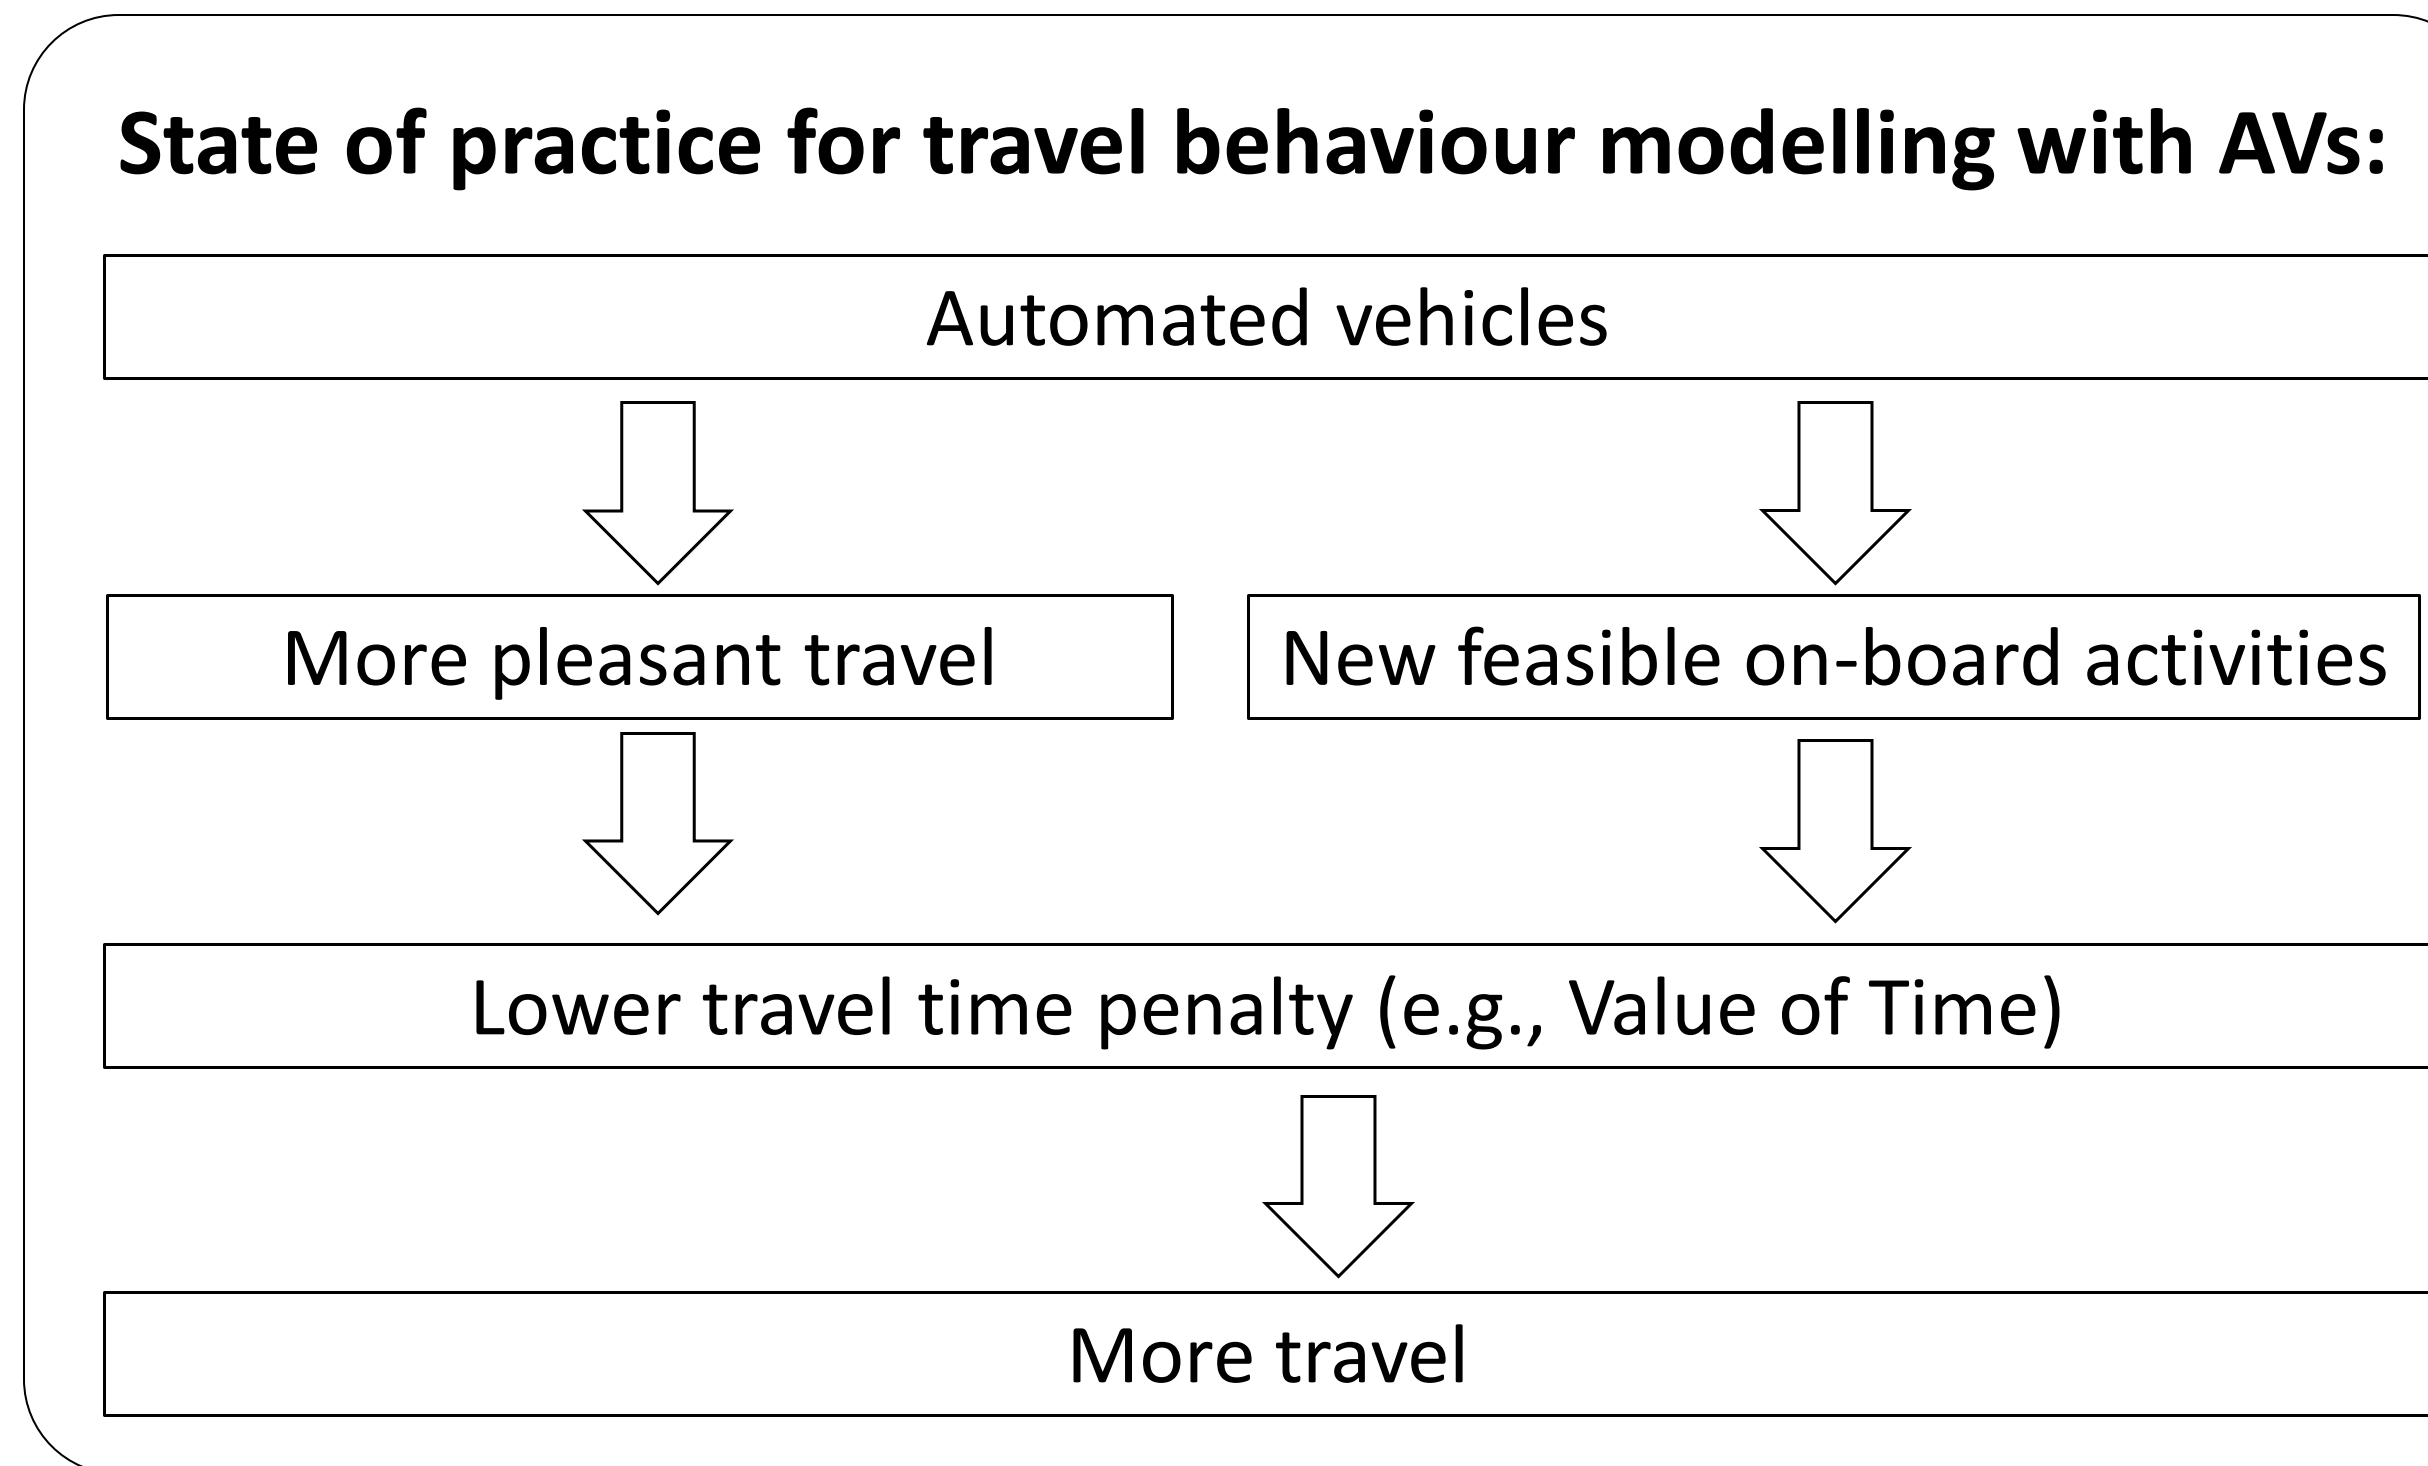 State of practice for travel behaviour modelling with AVs:
Automated vehicles
More pleasant travel
New feasible on-board activities
Lower travel time penalty (e.g., Value of Time)
More travel